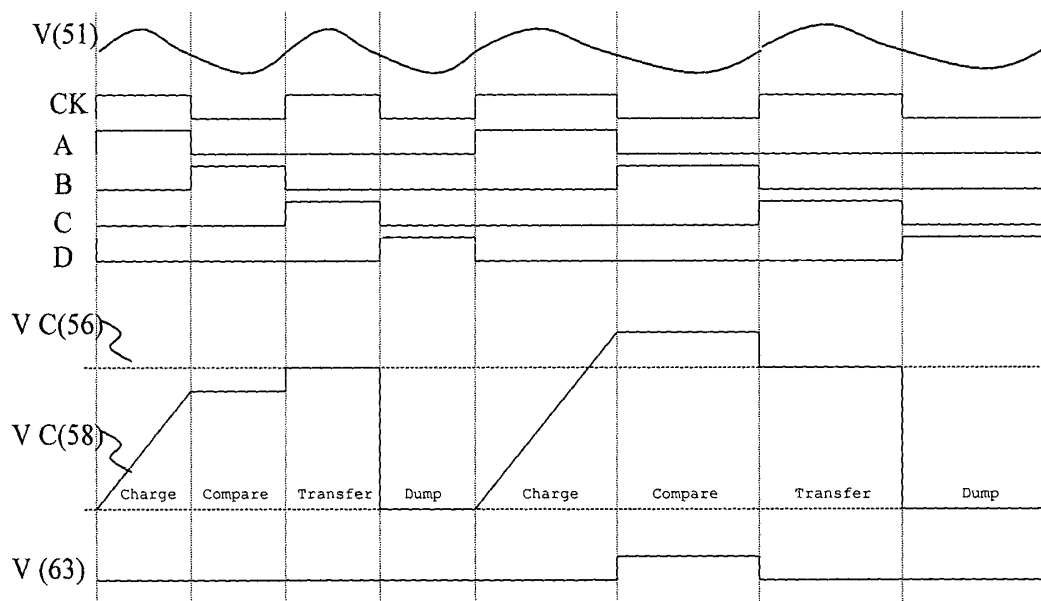 V(51)
CK
A
B
C
D
V C(56)
V C(58)
Charge Compare Transfer Dump Charge Compare Transfer Dump
V (63)